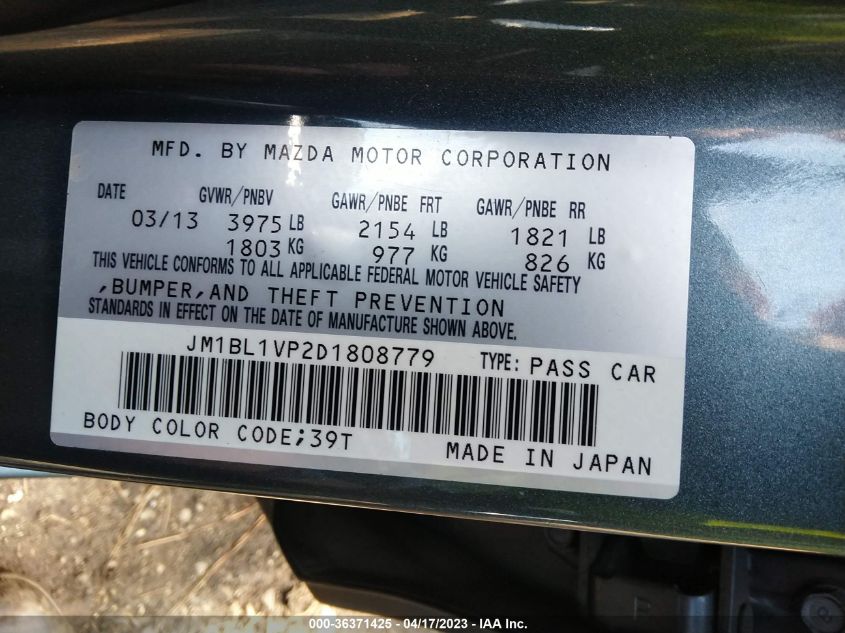 MFD. BY MAZDA MOTOR CORPORATION
DATE GVWR/PNBV GAWR/PNBE FRT GAWR/PNBE RR
03/13 3975 LB 2154 LB 1821 LB
1803 KG 977 KG 826 KG
THIS VEHICLE CONFORMS TO ALL APPLICABLE FEDERAL MOTOR VEHICLE SAFETY
,BUMPER,AND THEFT PREVENTION
STANDARDS IN EFFECT ON THE DATE OF MANUFACTURE SHOWN ABOVE.
JM1BL1VP2D1808779 TYPE: PASS CAR
BODY COLOR CODE;39T
MADE IN JAPAN
000-36371425 - 04/17/2023 - IAA Inc.